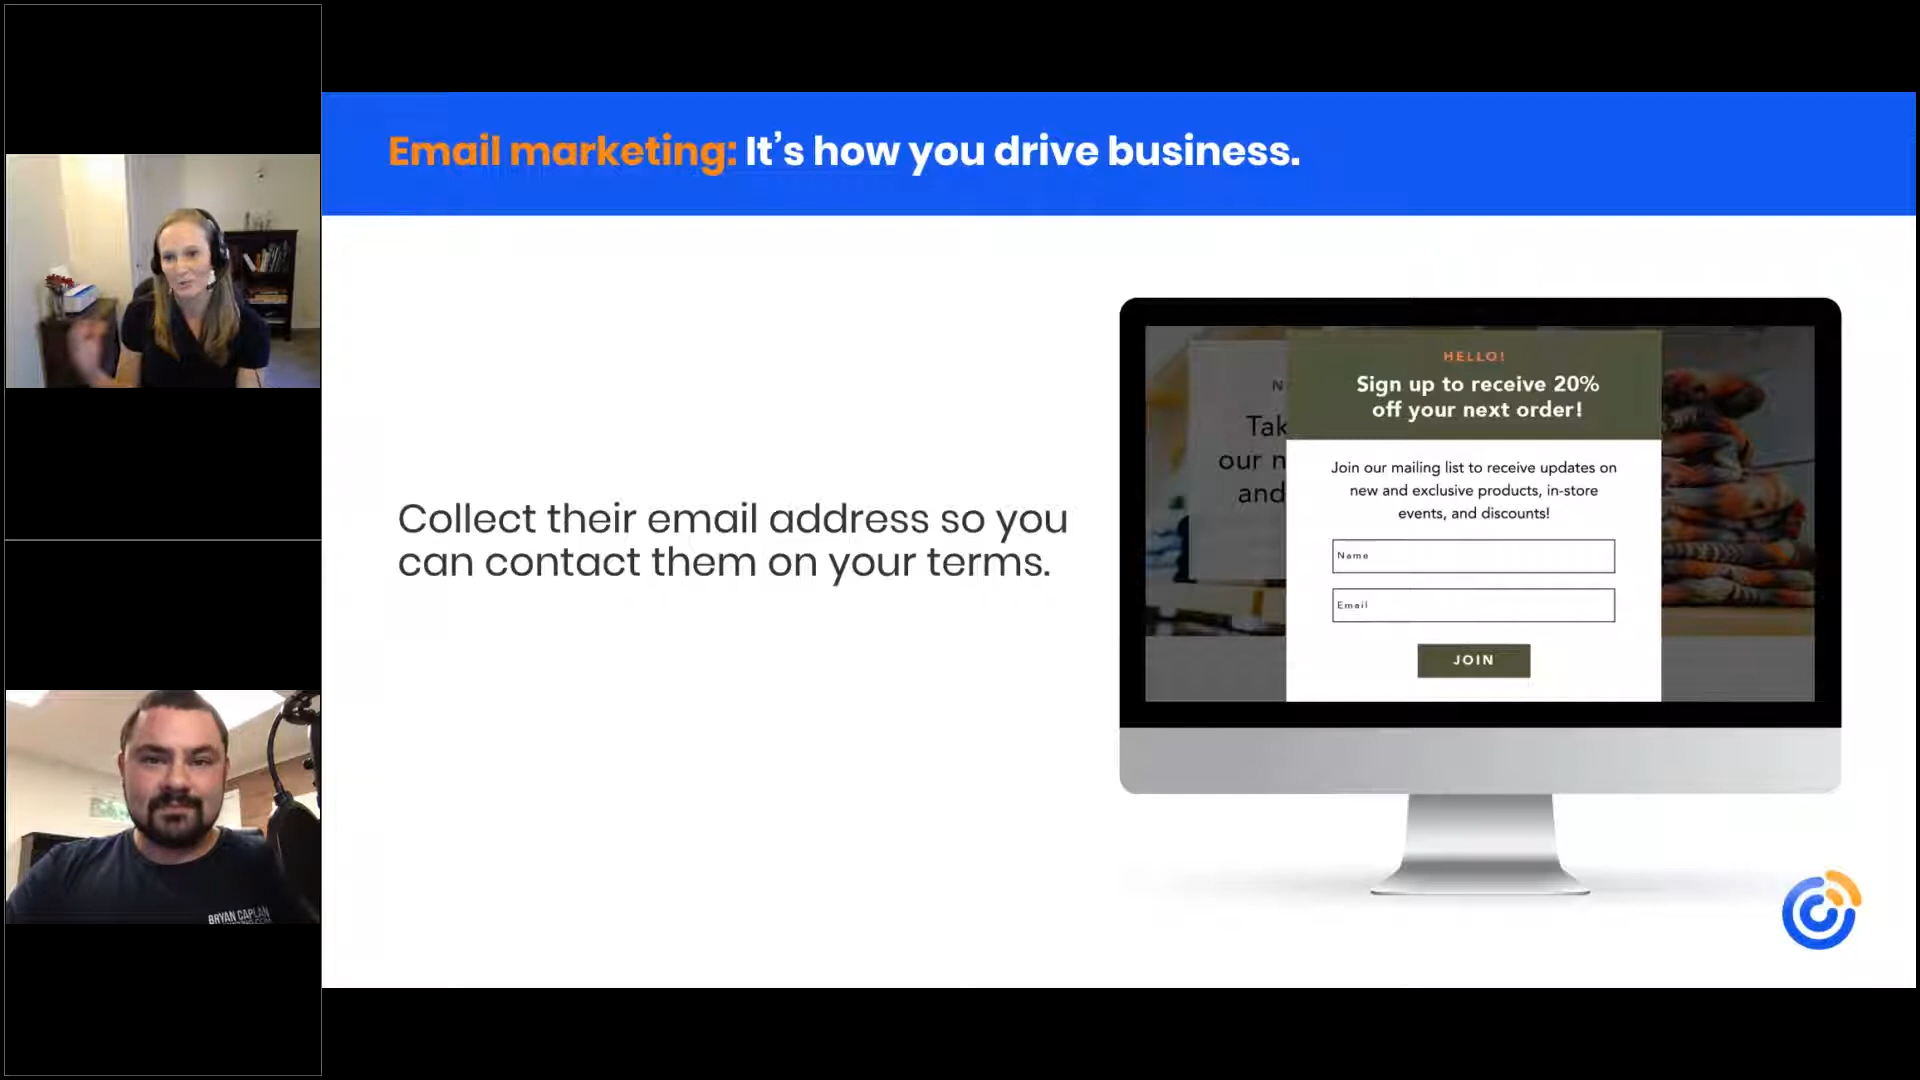 Email marketing: It's how you drive business.
Collect their email address so you
can contact them on your terms.
HELLO!
Sign up to receive 20%
off your next order!
Tak
our n
and
Join our mailing list to receive updates on
new and exclusive products, in-store
events, and discounts!
Name
Email
JOIN
BRYAN CAPLAN